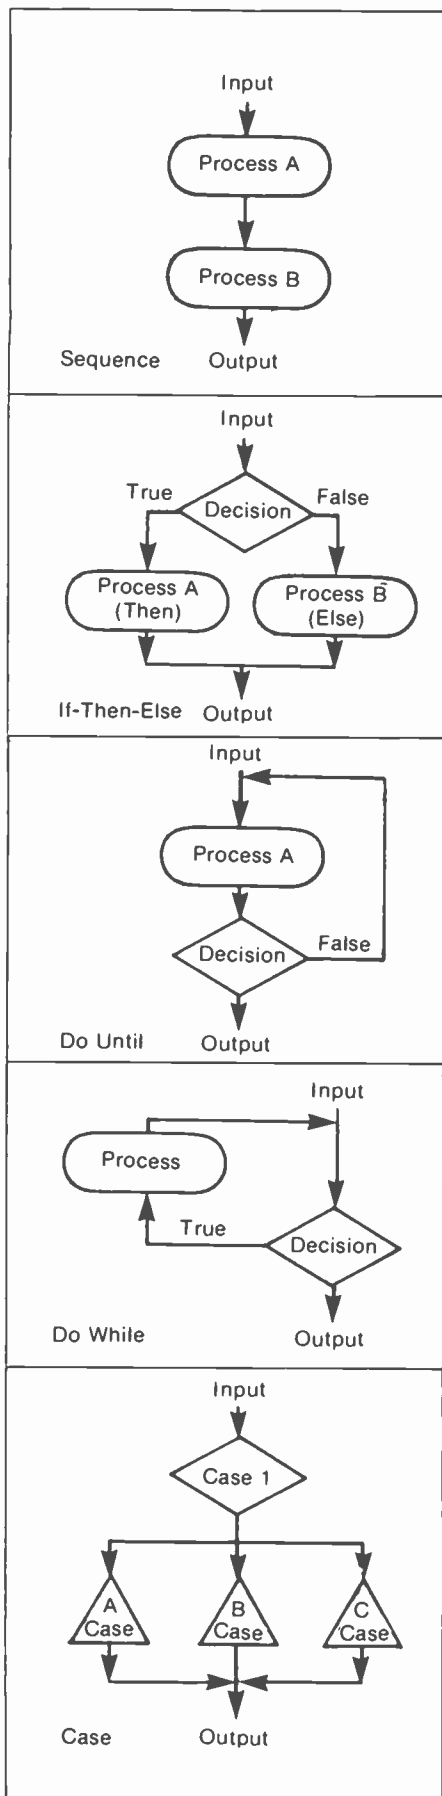 Input
Process A
Process B
Sequence Output
Input
True False
Decision
Process A
(Then)
Process B
(Else)
If-Then-Else Output
Input
Process A
Decision False
Do Until Output
Input
Process
True
Decision
Output
Do While
Input
Case 1
A
Case
B
Case
C
Case
Case Output